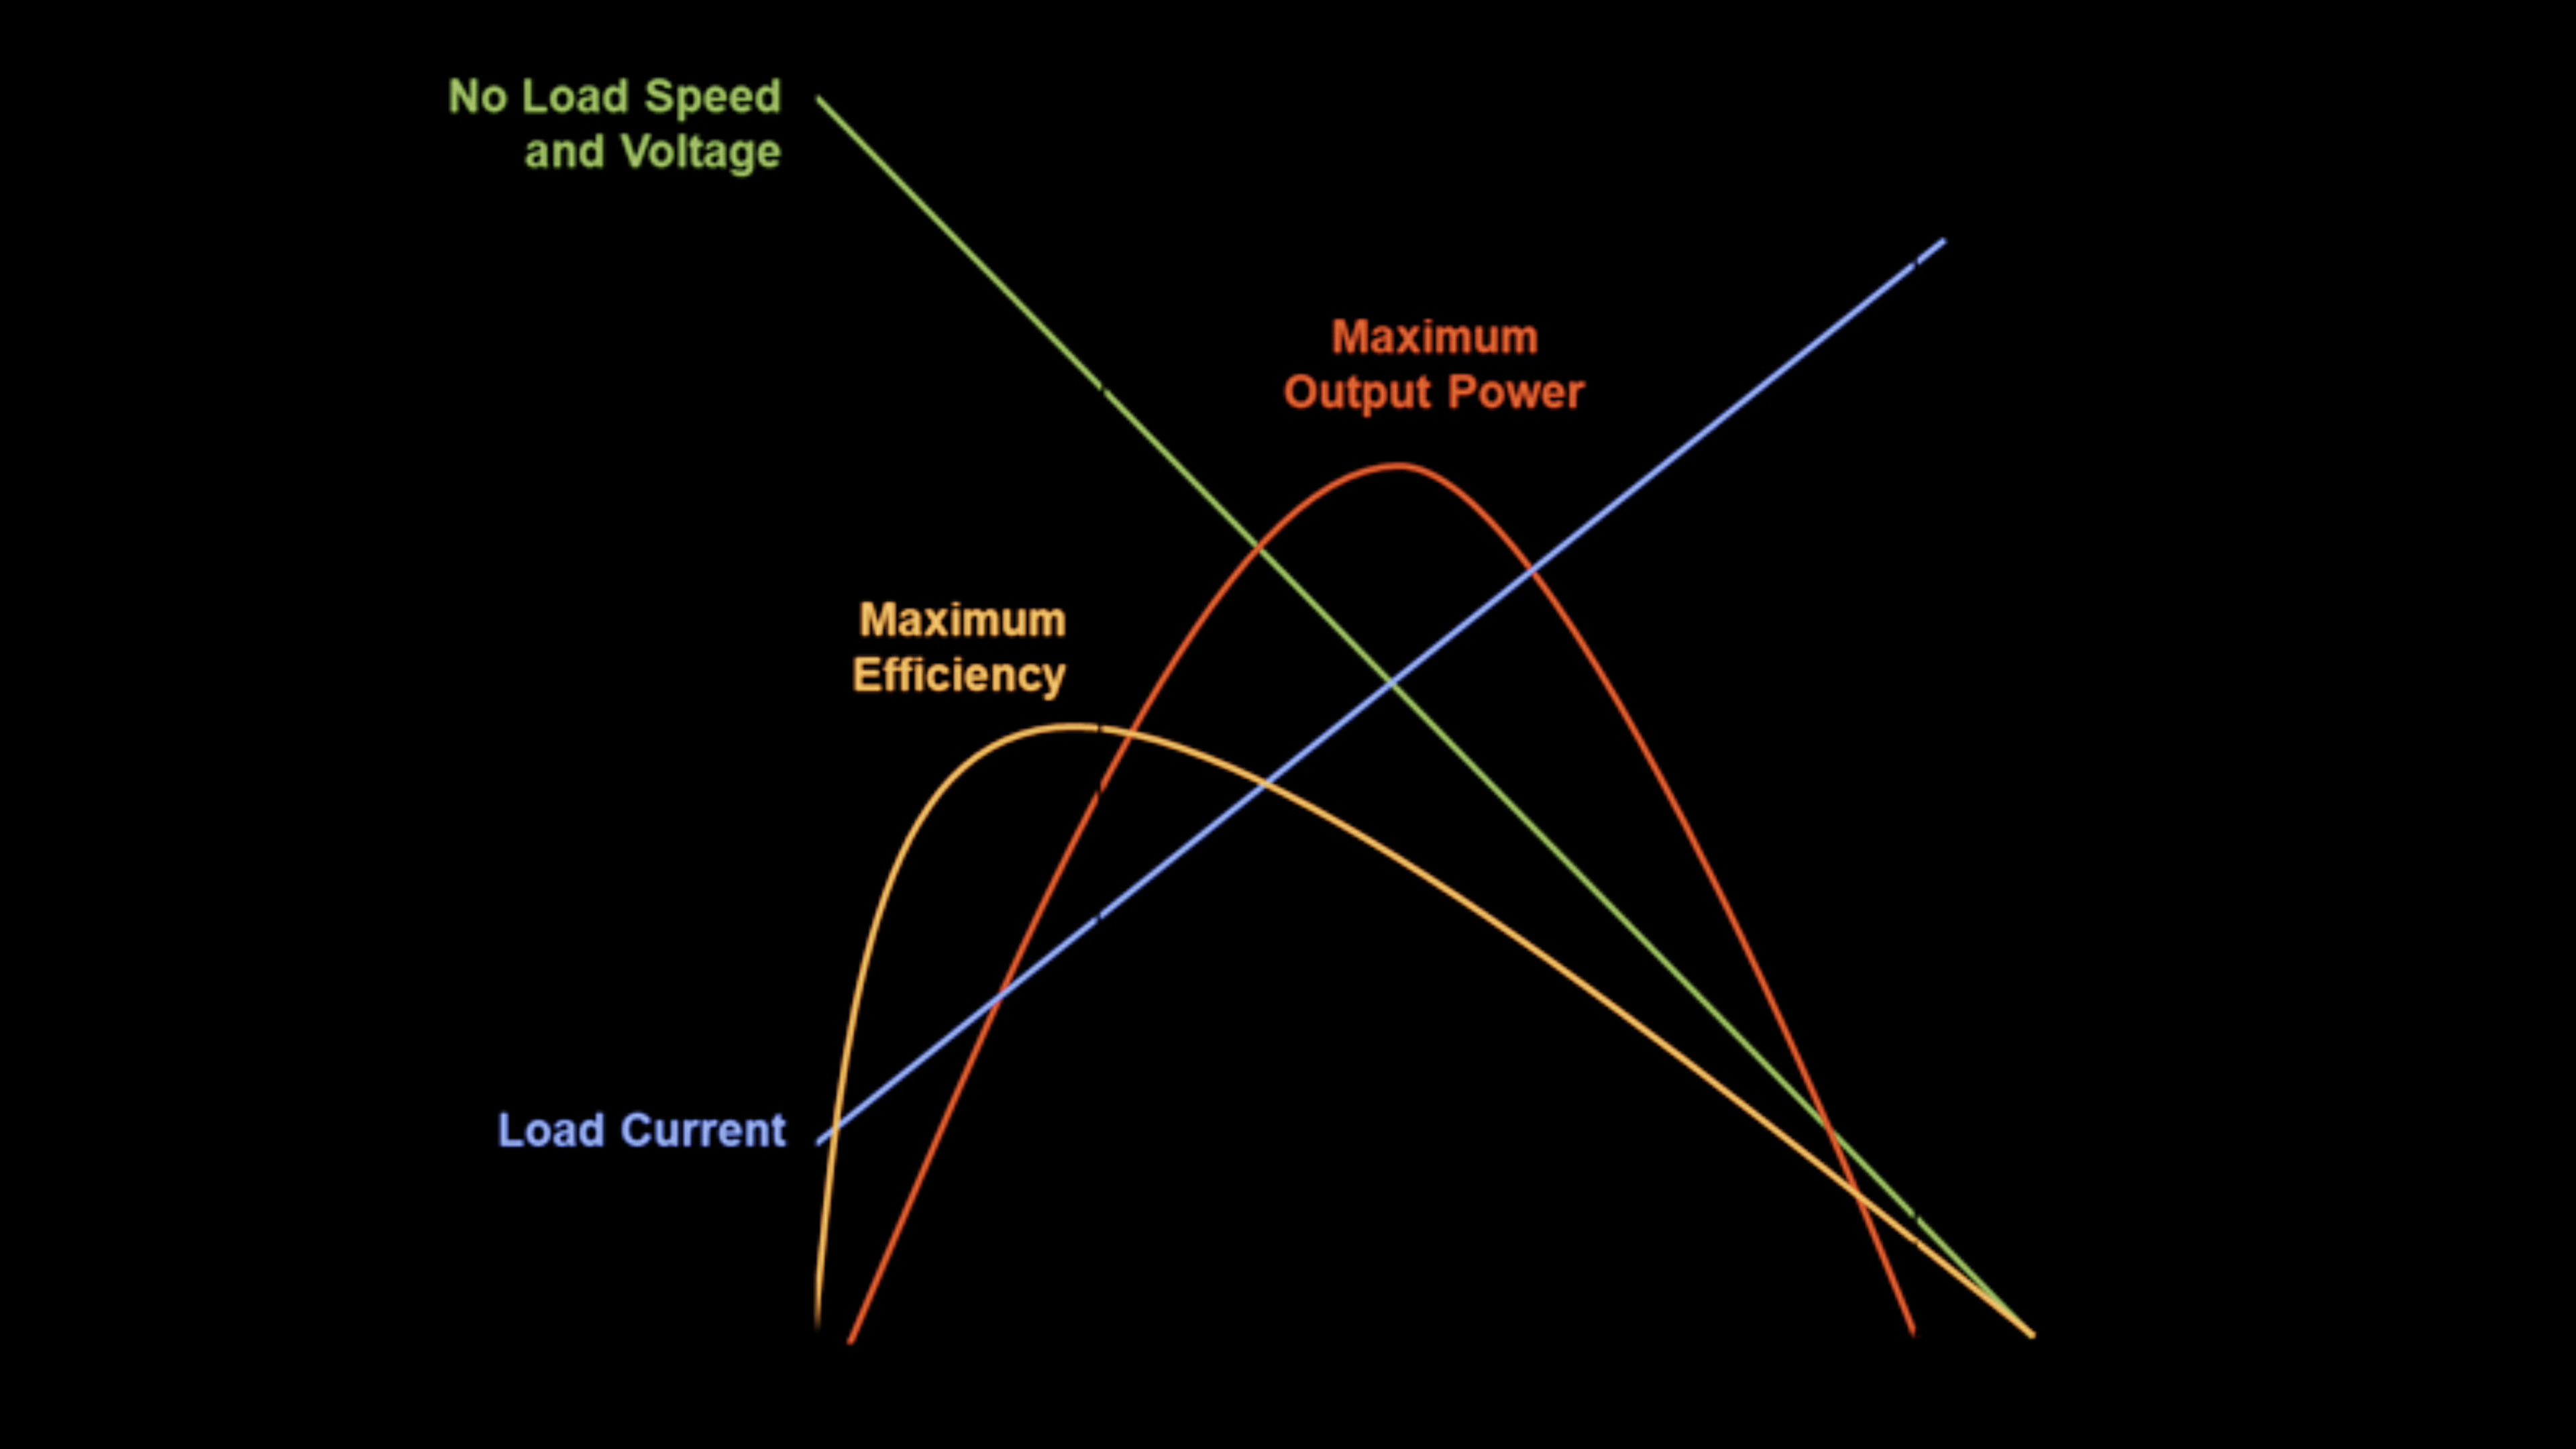 No Load Speed
and Voltage
Maximum
Output Power
Maximum
Efficiency
Load Current